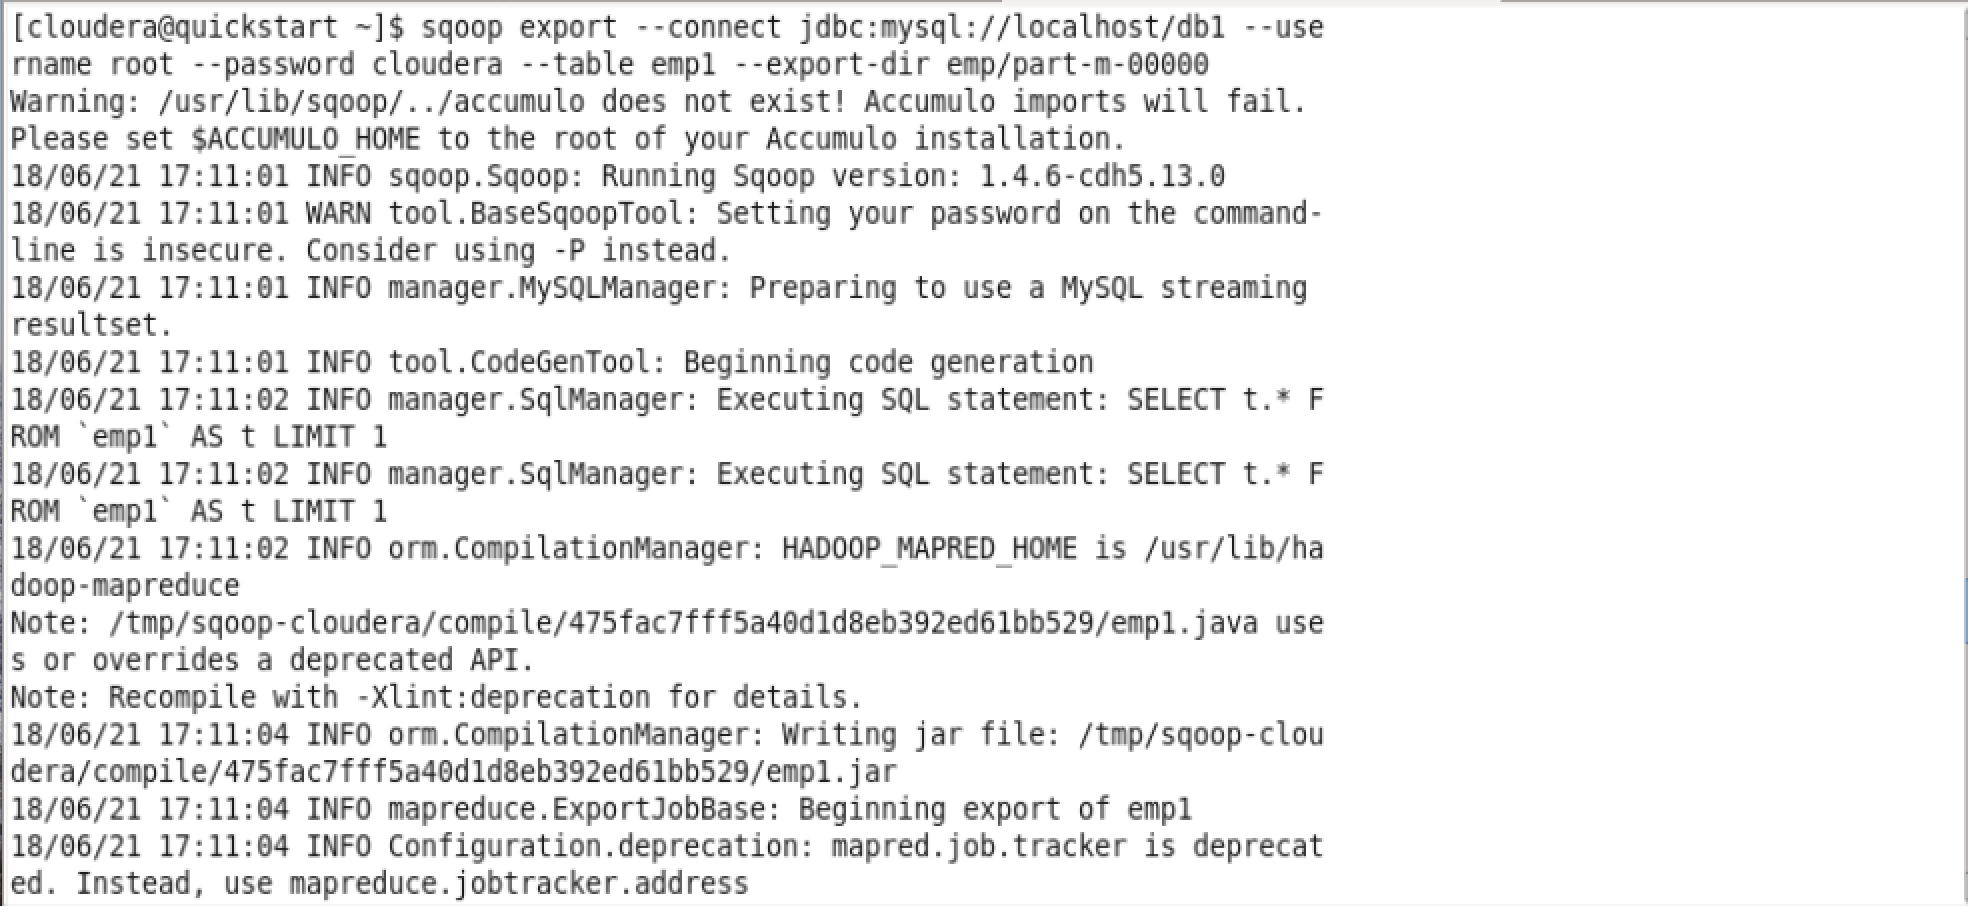 [cloudera@quickstart ~]$ sqoop export --connect jdbc:mysql://localhost/db1 --use
rname root --password cloudera --table emp1 --export-dir emp/part-m-00000
Warning: /usr/lib/sqoop/../accumulo does not exist! Accumulo imports will fail.
Please set $ACCUMULO_HOME to the root of your Accumulo installation.
18/06/21 17:11:01 INFO sqoop.Sqoop: Running Sqoop version: 1.4.6-cdh5.13.0
18/06/21 17:11:01 WARN tool.BaseSqoopTool: Setting your password on the command-
line is insecure. Consider using -P instead.
18/06/21 17:11:01 INFO manager.MySQLManager: Preparing to use a MySQL streaming
resultset.
18/06/21 17:11:01 INFO tool.CodeGenTool: Beginning code generation
18/06/21 17:11:02 INFO manager.SqlManager: Executing SQL statement: SELECT t.* F
ROM `emp1` AS t LIMIT 1
18/06/21 17:11:02 INFO manager.SqlManager: Executing SQL statement: SELECT t.* F
ROM `emp1` AS t LIMIT 1
18/06/21 17:11:02 INFO orm.CompilationManager: HADOOP_MAPRED_HOME is /usr/lib/ha
doop-mapreduce
Note: /tmp/sqoop-cloudera/compile/475fac7fff5a40d1d8eb392ed61bb529/emp1.java use
s or overrides a deprecated API.
Note: Recompile with -Xlint:deprecation for details.
18/06/21 17:11:04 INFO orm.CompilationManager: Writing jar file: /tmp/sqoop-clou
dera/compile/475fac7fff5a40d1d8eb392ed61bb529/emp1.jar
18/06/21 17:11:04 INFO mapreduce.ExportJobBase: Beginning export of emp1
18/06/21 17:11:04 INFO Configuration.deprecation: mapred.job.tracker is deprecat
ed. Instead, use mapreduce.jobtracker.address